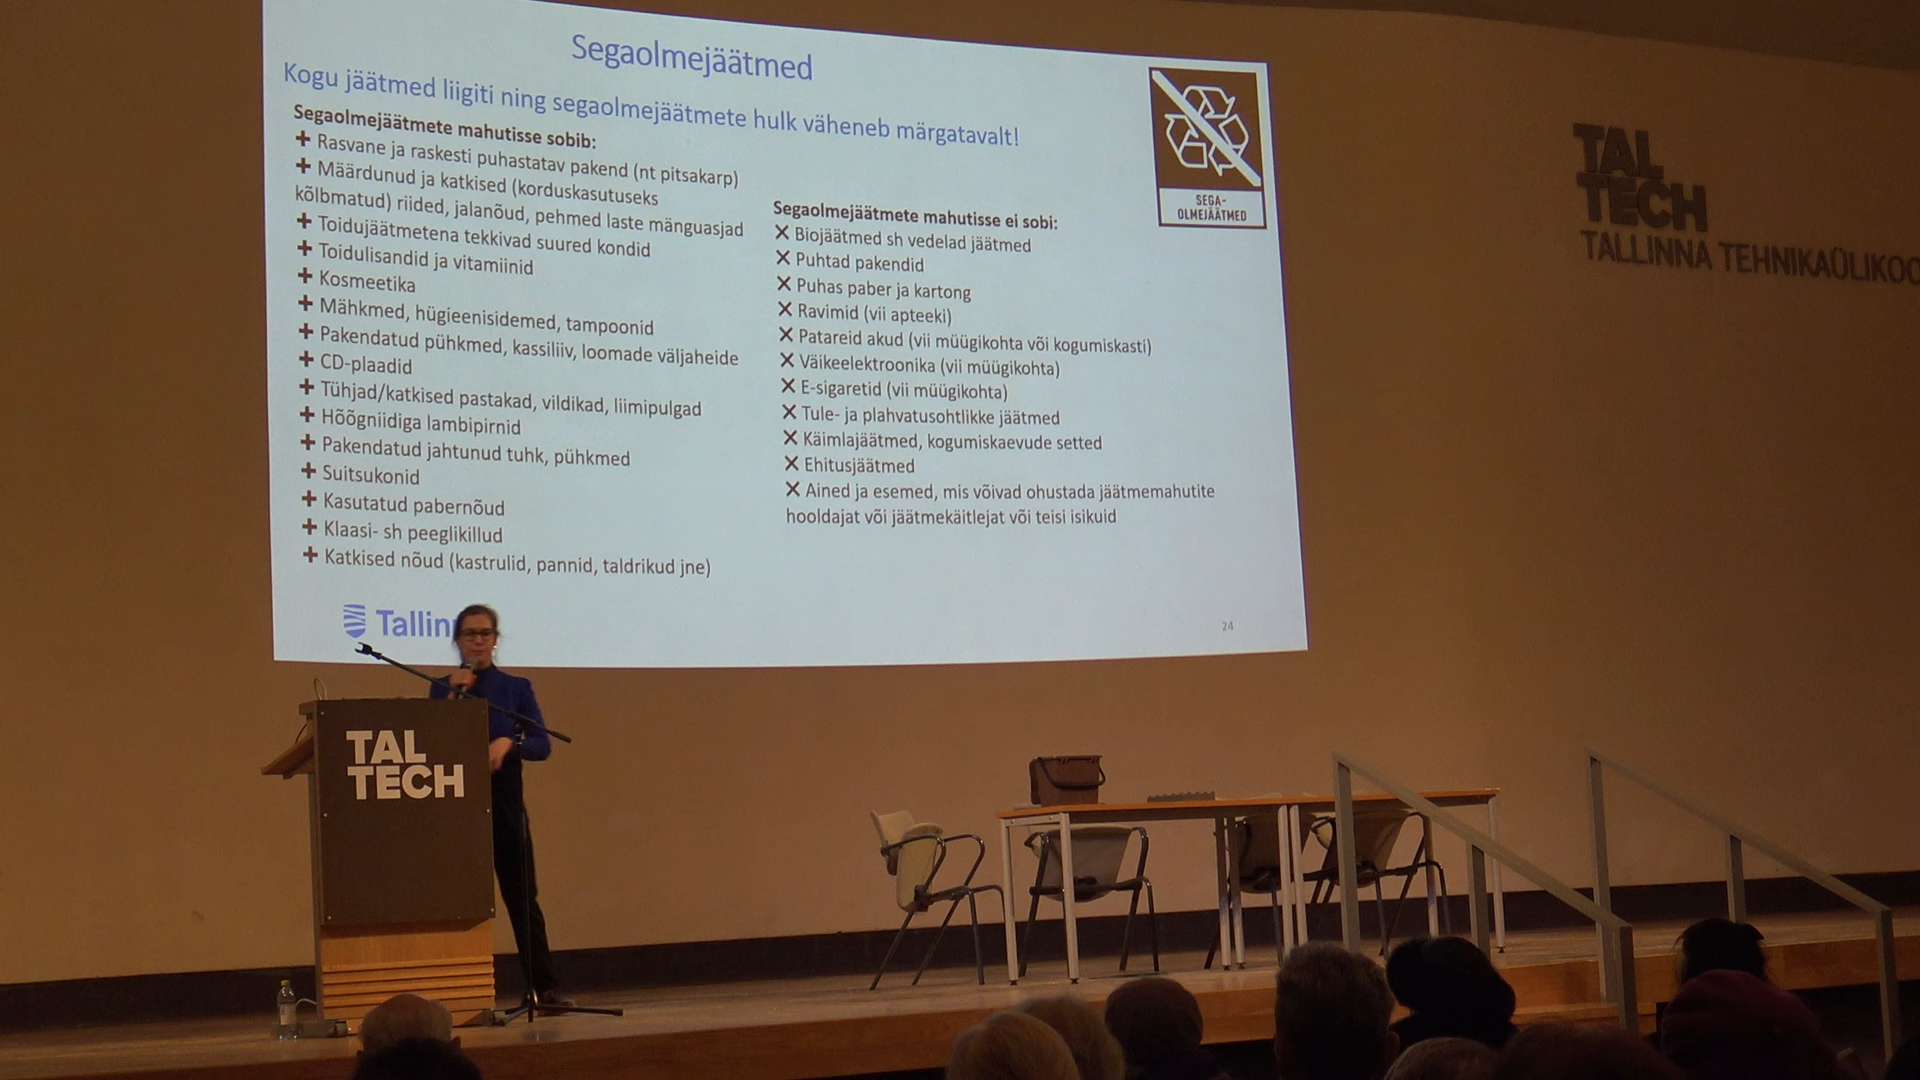 Segaolmejäätmed
Kogu jäätmed liigiti ning segaolmejäätmete hulk väheneb märgatavalt!
Segaolmejäätmete mahutisse sobib:
+ Rasvane ja raskesti puhastatav pakend (nt pitsakarp)
+ Määrdunud ja katkised (korduskasutuseks
kõlbmatud) riided, jalanõud, pehmed laste mänguasjad
+ Toidujäätmetena tekkivad suured kondid
+ Toidulisandid ja vitamiinid
+ Kosmeetika
+ Mähkmed, hügieenisidemed, tampoonid
+ Pakendatud pühkmed, kassiliiv, loomade väljaheide
+ CD-plaadid
+ Tühjad/katkised pastakad, vildikad, liimipulgad
+ Hõõgniidiga lambipirnid
+ Pakendatud jahtunud tuhk, pühkmed
+ Suitsukonid
+ Kasutatud pabernõud
+ Klaasi- sh peeglikillud
+ Katkised nõud (kastrulid, pannid, taldrikud jne)
Segaolmejäätmete mahutisse ei sobi:
X Biojäätmed sh vedelad jäätmed
X Puhtad pakendid
X Puhas paber ja kartong
X Ravimid (vii apteeki)
X Patareid akud (vii müügikohta või kogumiskasti)
X Väikeelektroonika (vii müügikohta)
X E-sigaretid (vii müügikohta)
X Tule- ja plahvatusohtlikke jäätmed
X Käimlajäätmed, kogumiskaevude setted
X Ehitusjäätmed
X Ained ja esemed, mis võivad ohustada jäätmemahutite
hooldajat või jäätmekäitlejat või teisi isikuid
SEGA-
OLMEJÄÄTMED
Tallin
24
TAL
TECH
TALLINNA TEHNIKAÜLIKOO
TAL
TECH